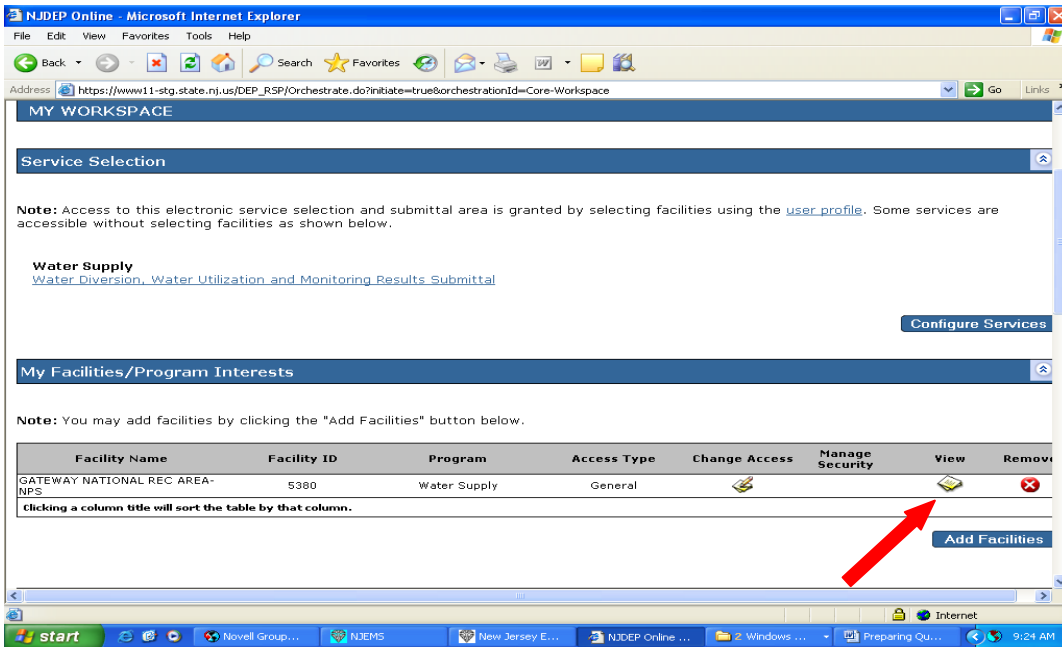 NJDEP Online - Microsoft Internet Explorer
File Edit View Favorites Tools Help
Back Search Favorites
Address https://www11-stg.state.nj.us/DEP_RSP/Orchestrate.do?initiate=true&orchestrationId=Core-Workspace Go Links
MY WORKSPACE
Service Selection
Note: Access to this electronic service selection and submittal area is granted by selecting facilities using the user profile. Some services are
accessible without selecting facilities as shown below.
Water Supply
Water Diversion, Water Utilization and Monitoring Results Submittal
Configure Services
My Facilities/Program Interests
Note: You may add facilities by clicking the "Add Facilities" button below.
Facility Name Facility ID Program Access Type Change Access Manage Security View Remove
GATEWAY NATIONAL REC AREA-
NPS 5380 Water Supply General
Clicking a column title will sort the table by that column.
Add Facilities
Internet
start Novell Group... NJEMS New Jersey E... NJDEP Online ... 2 Windows ... Preparing Qu... 9:24 AM